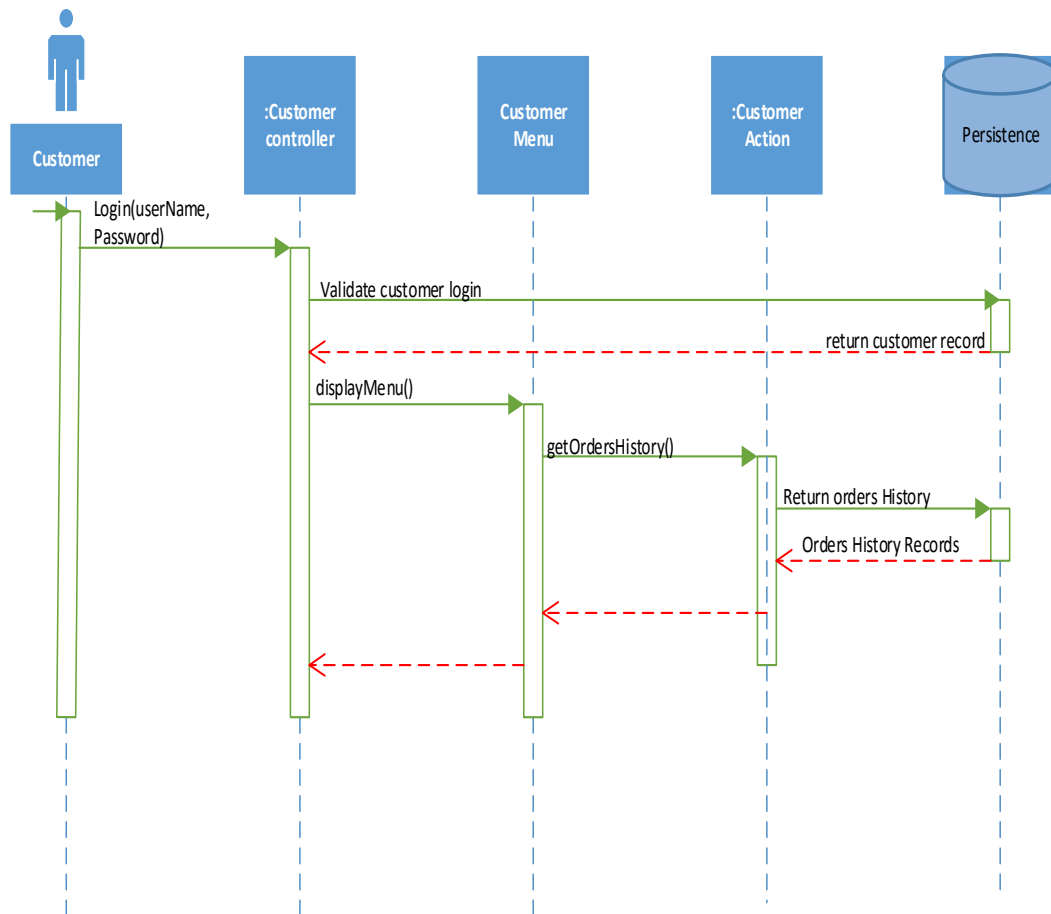 Customer
:Customer
controller
Customer
Menu
:Customer
Action
Persistence
Login(userName,
Password)
Validate customer login
return customer record
displayMenu()
getOrdersHistory()
Return orders History
Orders History Records